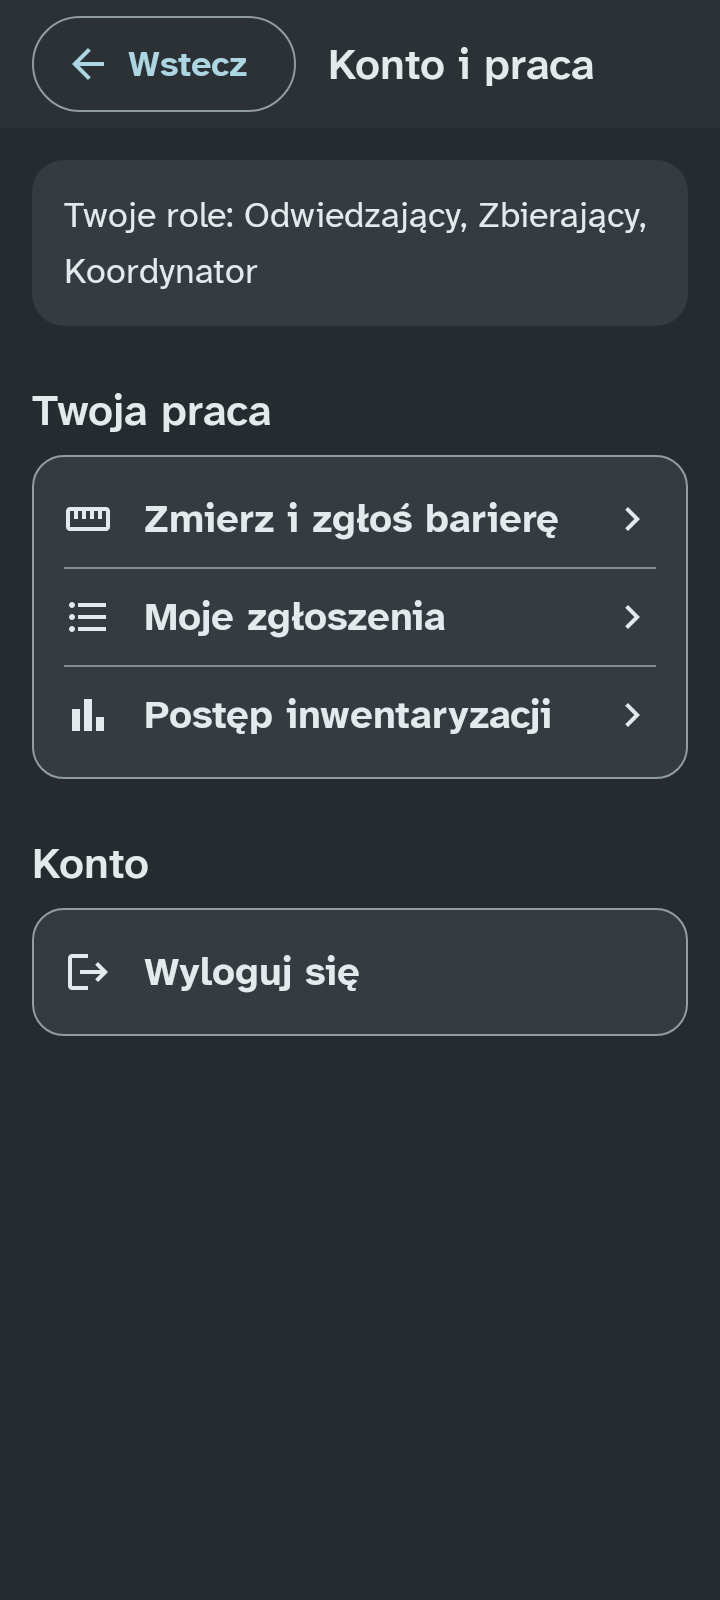 Wstecz
Konto i praca
Twoje role: Odwiedzający, Zbierający,
Koordynator
Twoja praca
Zmierz i zgłoś barierę
Moje zgłoszenia
Postęp inwentaryzacji
Konto
Wyloguj się